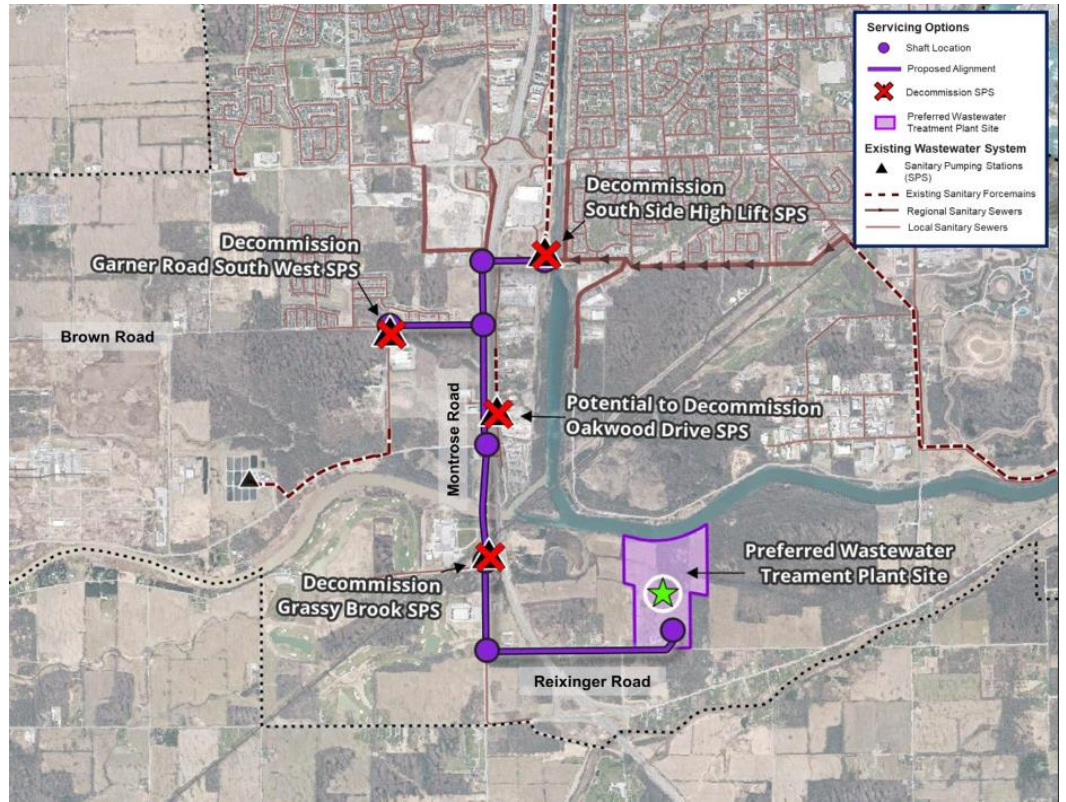 Servicing Options
Shaft Location
Proposed Alignment
Decommission SPS
Preferred Wastewater
Treatment Plant Site
Existing Wastewater System
Sanitary Pumping Stations
(SPS)
Existing Sanitary Forcemains
Regional Sanitary Sewers
Local Sanitary Sewers
Decommission
South Side High Lift SPS
Decommission
Garner Road South West SPS
Brown Road
Montrose Road
Potential to Decommission
Oakwood Drive SPS
Preferred Wastewater
Treament Plant Site
Decommission
Grassy Brook SPS
Reixinger Road